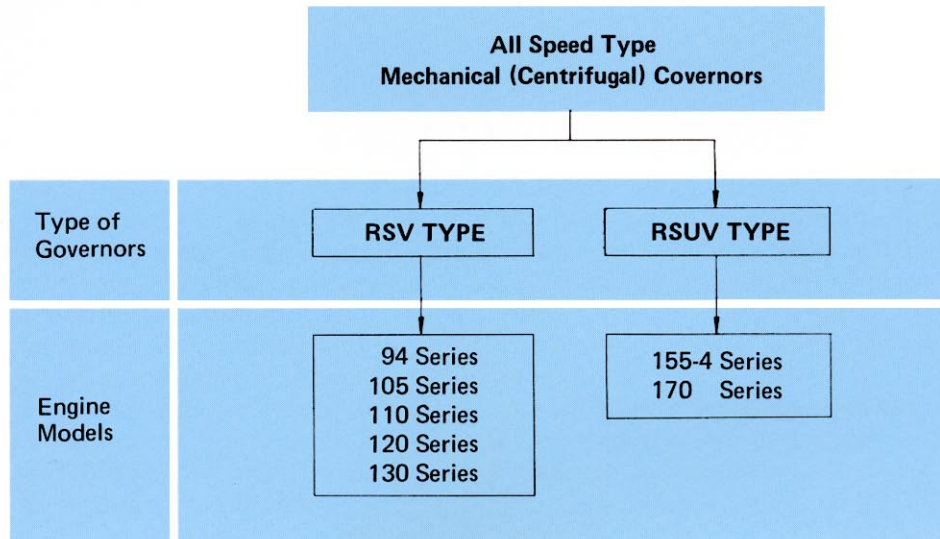 All Speed Type
Mechanical (Centrifugal) Covernors
Type of
Governors
RSV TYPE
RSUV TYPE
Engine
Models
94 Series
105 Series
110 Series
120 Series
130 Series
155-4 Series
170 Series